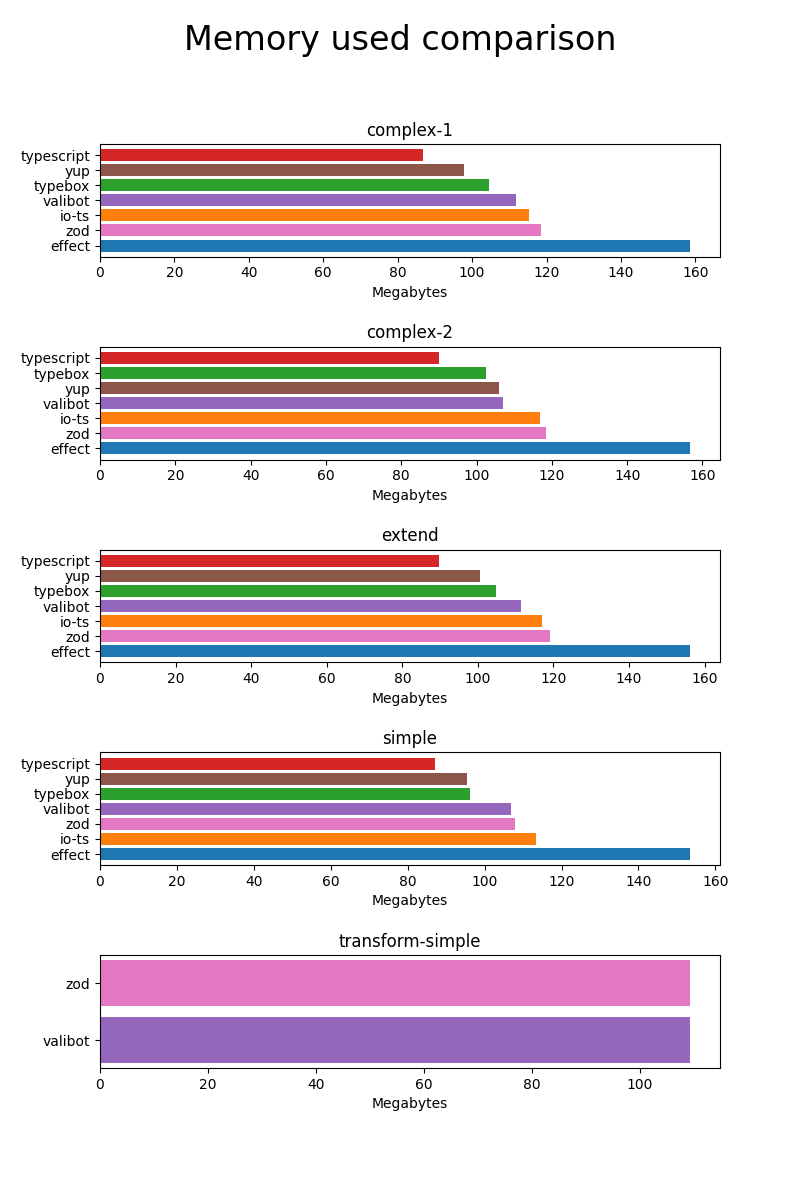 Memory used comparison
complex-1
typescript
yup
typebox
valibot
io-ts
zod
effect
0 20 40 60 80 100 120 140 160
Megabytes
complex-2
typescript
typebox
yup
valibot
io-ts
zod
effect
0 20 40 60 80 100 120 140 160
Megabytes
extend
typescript
yup
typebox
valibot
io-ts
zod
effect
0 20 40 60 80 100 120 140 160
Megabytes
simple
typescript
yup
typebox
valibot
zod
io-ts
effect
0 20 40 60 80 100 120 140 160
Megabytes
transform-simple
zod
valibot
0 20 40 60 80 100
Megabytes